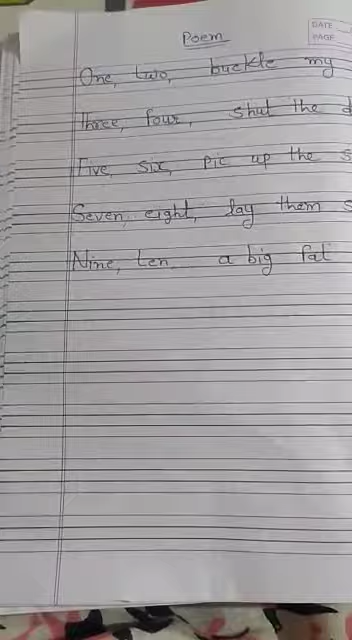 Poem
DATE
PAGE
One, two, buckle my
Three, four, shut the d
Five, six, pic up the s
Seven, eight, lay them s
Nine, ten a big fat